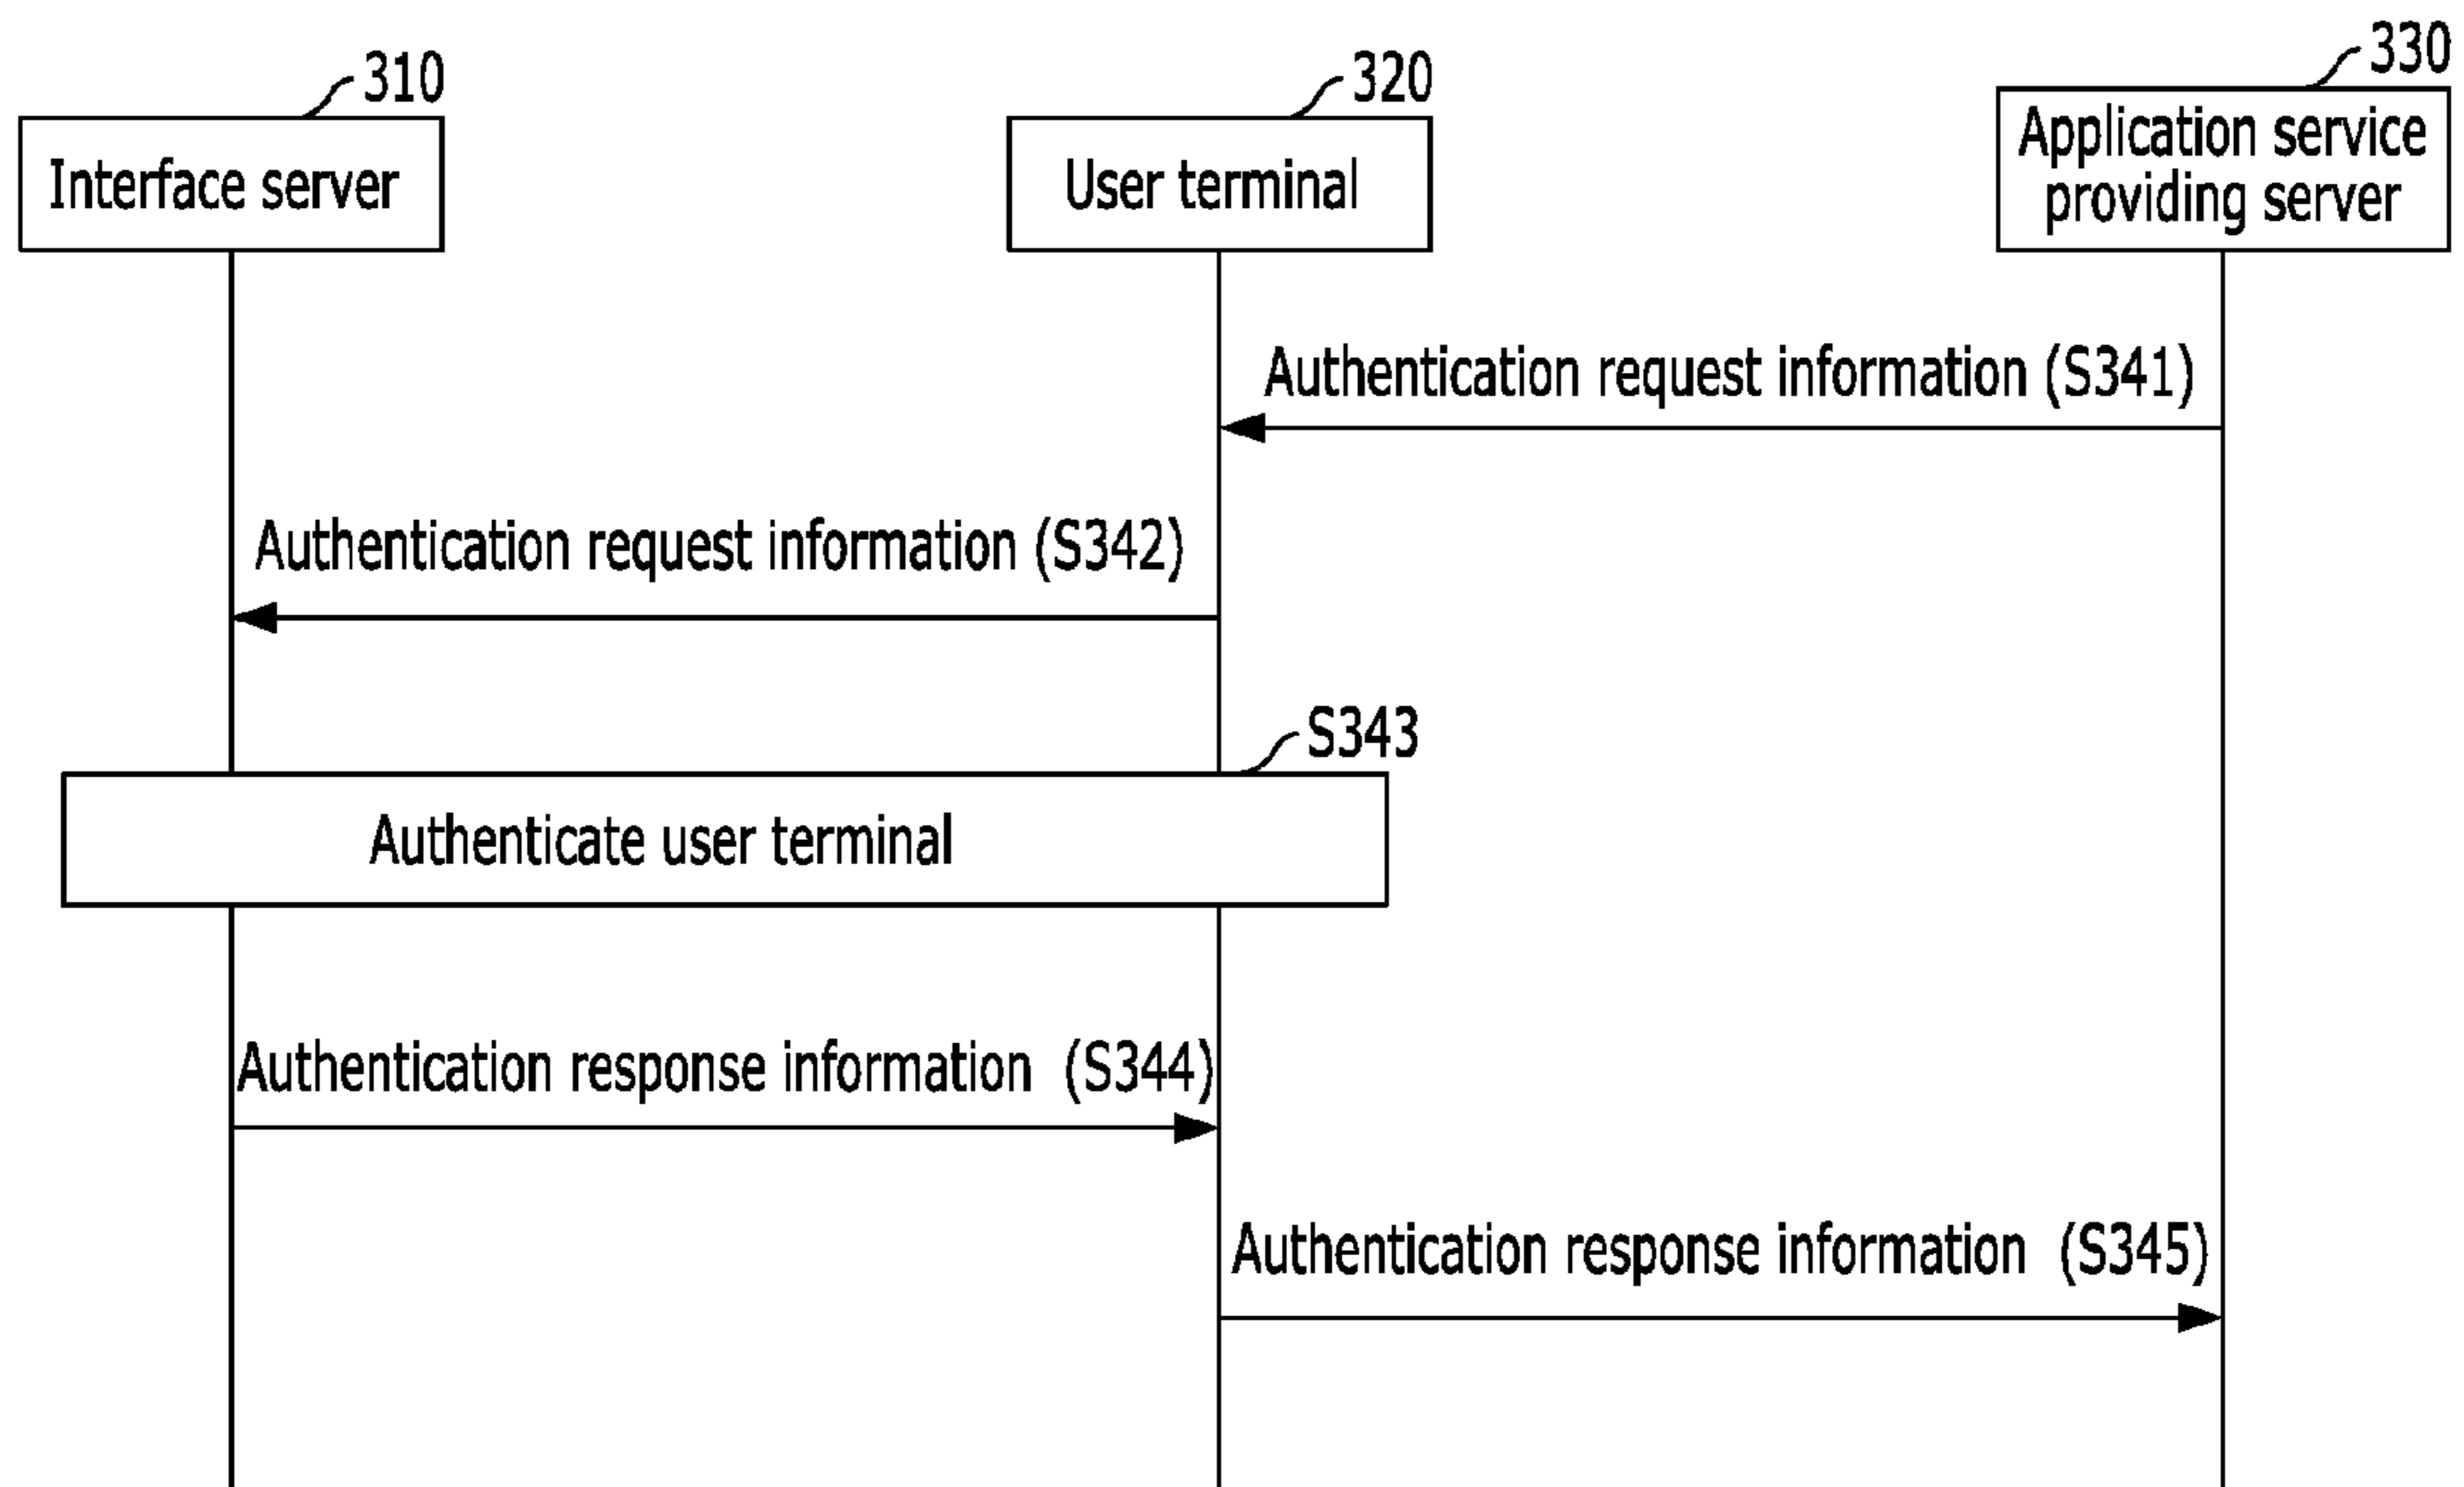 310
320
330
Interface server
User terminal
Application service
providing server
Authentication request information (S341)
Authentication request information (S342)
S343
Authenticate user terminal
Authentication response information (S344)
Authentication response information (S345)